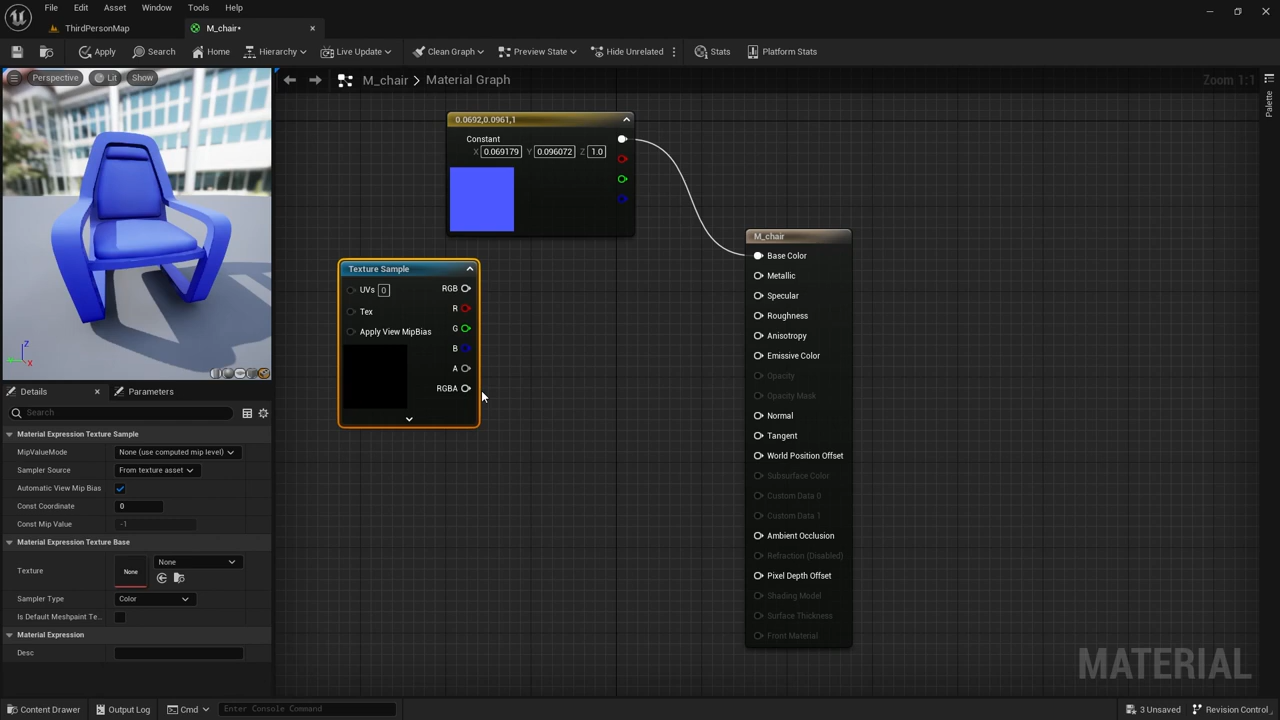 File Edit Asset Window Tools Help
ThirdPersonMap
M_chair•
Apply
Search
Home
Hierarchy
Live Update
Clean Graph
Preview State
Hide Unrelated
Stats
Platform Stats
Perspective
Lit
Show
M_chair > Material Graph
Zoom 1:1
Palette
0.0692,0.0961,1
Constant
X 0.069179 Y 0.096072 Z 1.0
Texture Sample
UVs 0
RGB
R
Tex
G
Apply View MipBias
B
A
RGBA
M_chair
Base Color
Metallic
Specular
Roughness
Anisotropy
Emissive Color
Opacity
Opacity Mask
Normal
Tangent
World Position Offset
Subsurface Color
Custom Data 0
Custom Data 1
Ambient Occlusion
Refraction (Disabled)
Pixel Depth Offset
Shading Model
Surface Thickness
Front Material
MATERIAL
Z
X
Details
Parameters
Search
Material Expression Texture Sample
MipValueMode None (use computed mip level)
Sampler Source From texture asset
Automatic View Mip Bias
Const Coordinate 0
Const Mip Value -1
Material Expression Texture Base
Texture None None
Sampler Type Color
Is Default Meshpaint Te...
Material Expression
Desc
Content Drawer
Output Log
Cmd
Enter Console Command
3 Unsaved
Revision Control